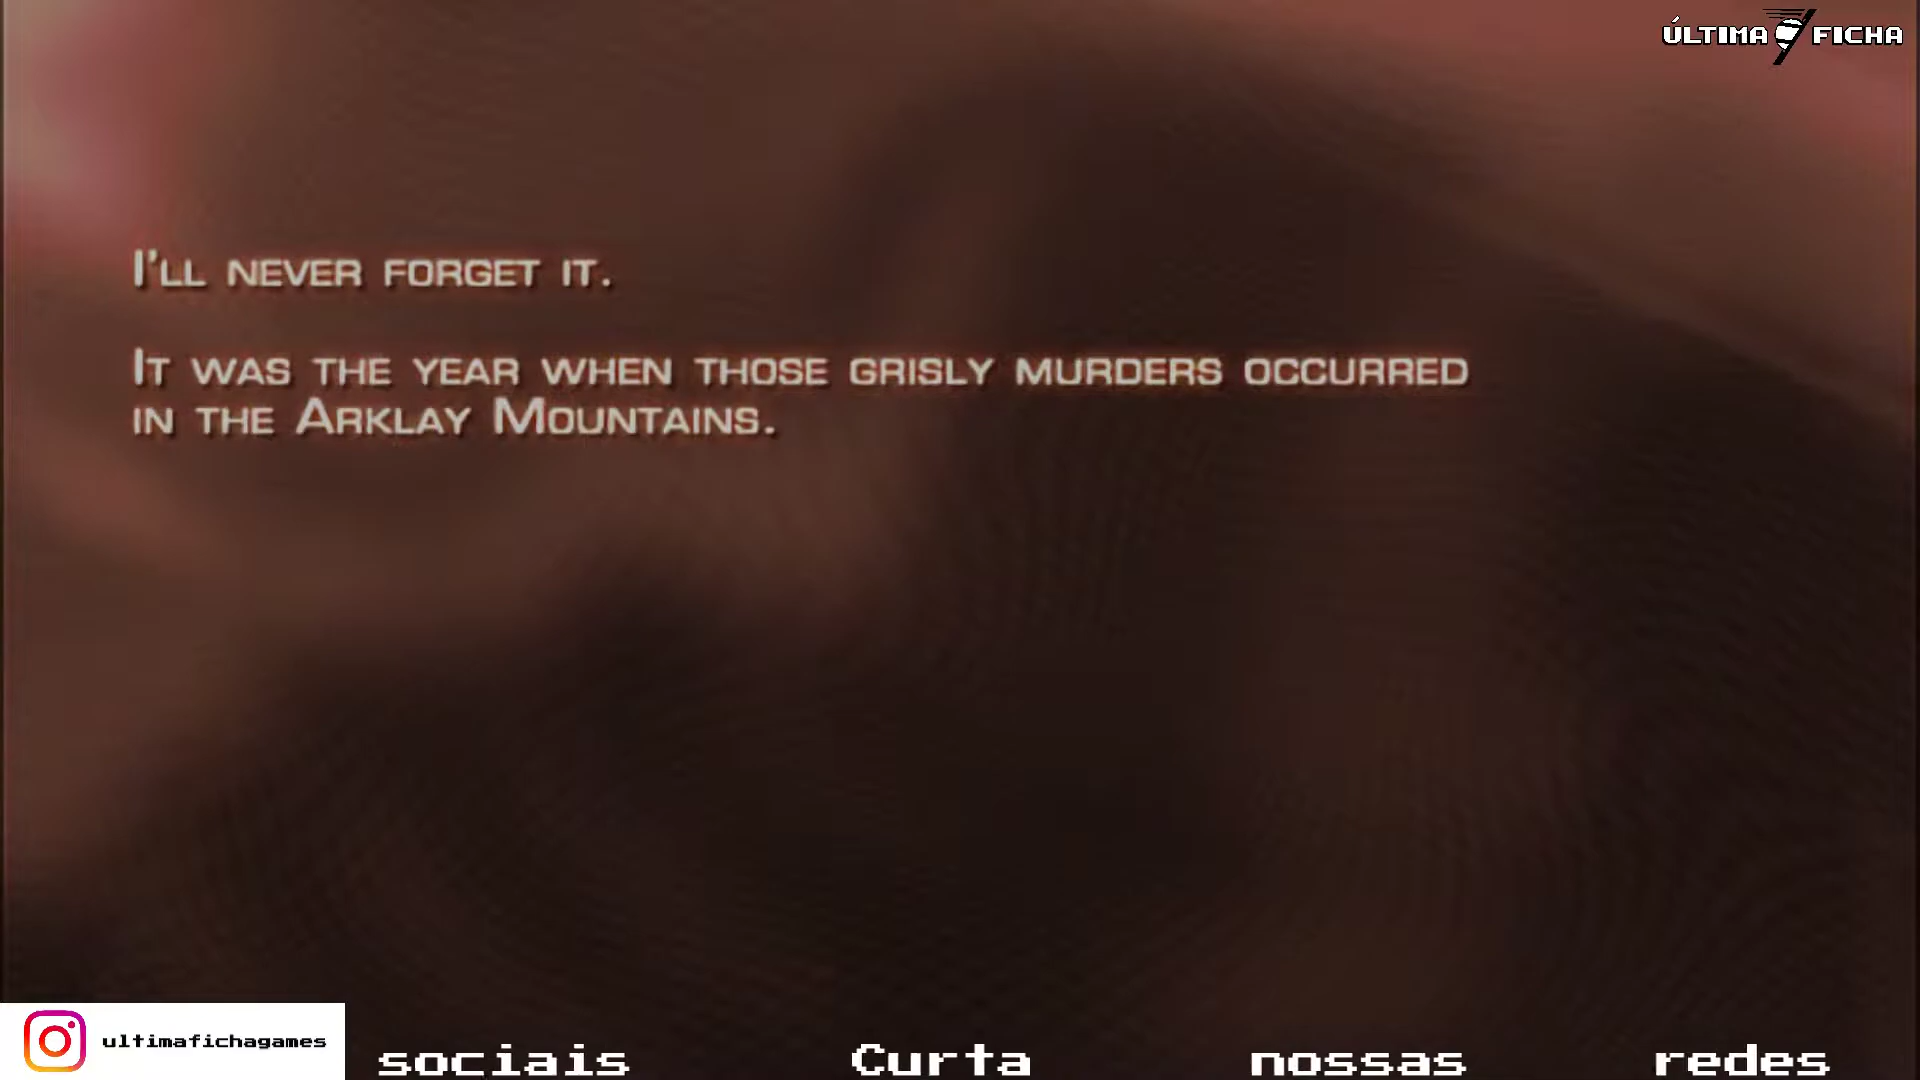 ÚLTIMA FICHA
I'LL NEVER FORGET IT.
IT WAS THE YEAR WHEN THOSE GRISLY MURDERS OCCURRED
IN THE ARKLAY MOUNTAINS.
ultimafichagames
sociais Curta nossas redes